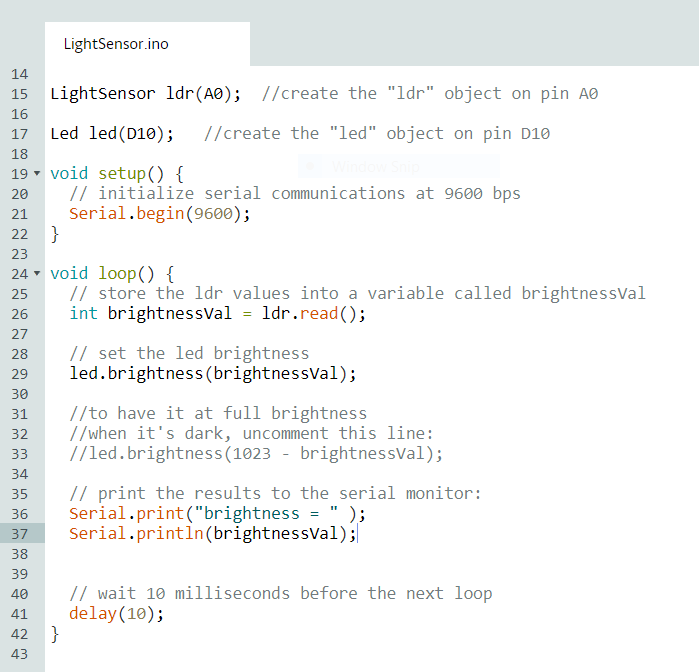 LightSensor.ino
14
15 LightSensor ldr(A0);  //create the "ldr" object on pin A0
16
17 Led led(D10);   //create the "led" object on pin D10
18
Window Snip
19 void setup() {
20   // initialize serial communications at 9600 bps
21   Serial.begin(9600);
22 }
23
24 void loop() {
25   // store the ldr values into a variable called brightnessVal
26   int brightnessVal = ldr.read();
27
28   // set the led brightness
29   led.brightness(brightnessVal);
30
31   //to have it at full brightness
32   //when it's dark, uncomment this line:
33   //led.brightness(1023 - brightnessVal);
34
35   // print the results to the serial monitor:
36   Serial.print("brightness = " );
37   Serial.println(brightnessVal);
38
39
40   // wait 10 milliseconds before the next loop
41   delay(10);
42 }
43